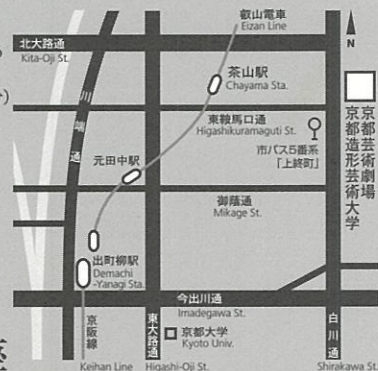 叡山電車
Eizan Line
北大路通
Kita-Oji St.
N
茶山駅
Chayama Sta.
川端通
東鞍馬口通
Higashikuramaguti St.
市バス5番系
「上終町」
京都芸術劇場
京都造形芸術大学
元田中駅
御蔭通
Mikage St.
出町柳駅
Demachi
-Yanagi Sta.
今出川通
Imadegawa St.
京阪線
東大路通
京都大学
Kyoto Univ.
白川通
Keihan Line
Higashi-Oji St.
Shirakawa St.